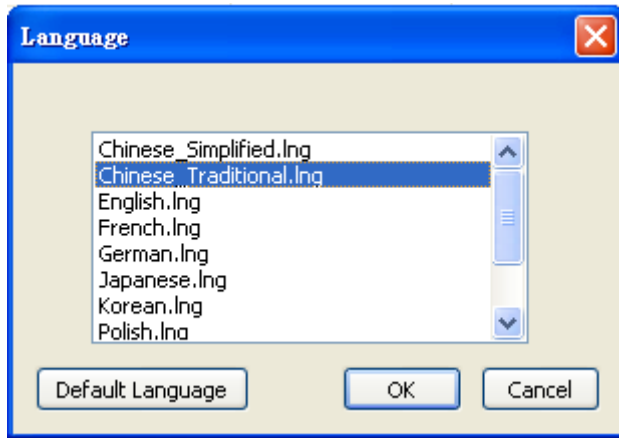 Language
Chinese_Simplified.lng
Chinese_Traditional.lng
English.lng
French.lng
German.lng
Japanese.lng
Korean.lng
Polish.lng
Default Language OK Cancel